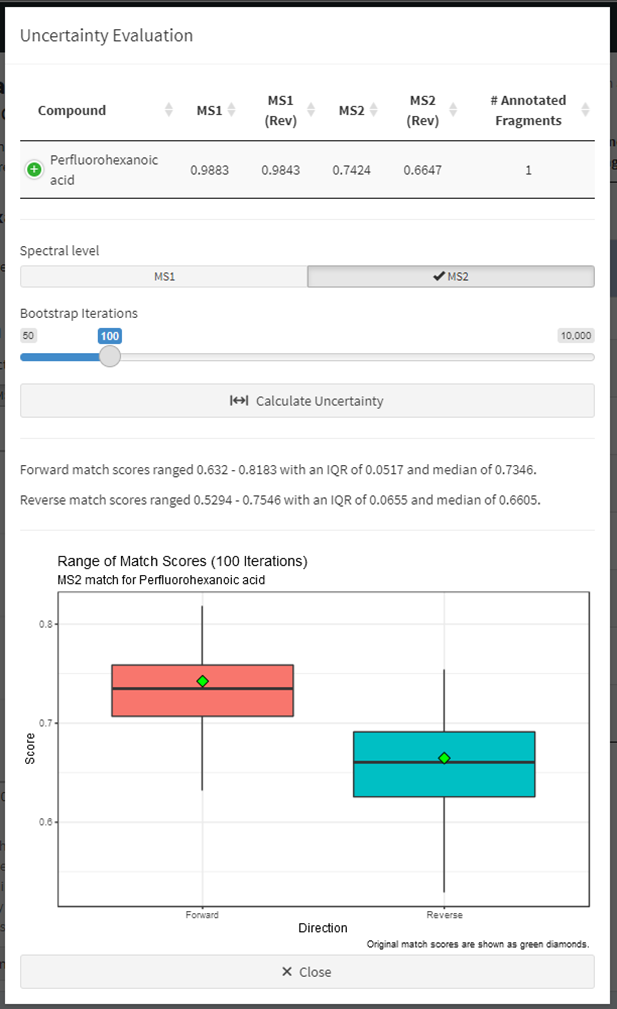 Uncertainty Evaluation
Compound MS1 MS1 (Rev) MS2 MS2 (Rev) # Annotated Fragments
Perfluorohexanoic acid 0.9883 0.9843 0.7424 0.6647 1
Spectral level
MS1 MS2
Bootstrap Iterations
50 100 10,000
Calculate Uncertainty
Forward match scores ranged 0.632 - 0.8183 with an IQR of 0.0517 and median of 0.7346.
Reverse match scores ranged 0.5294 - 0.7546 with an IQR of 0.0655 and median of 0.6605.
Range of Match Scores (100 Iterations)
MS2 match for Perfluorohexanoic acid
0.8
0.7
Score
0.6
Forward Reverse
Direction
Original match scores are shown as green diamonds.
Close